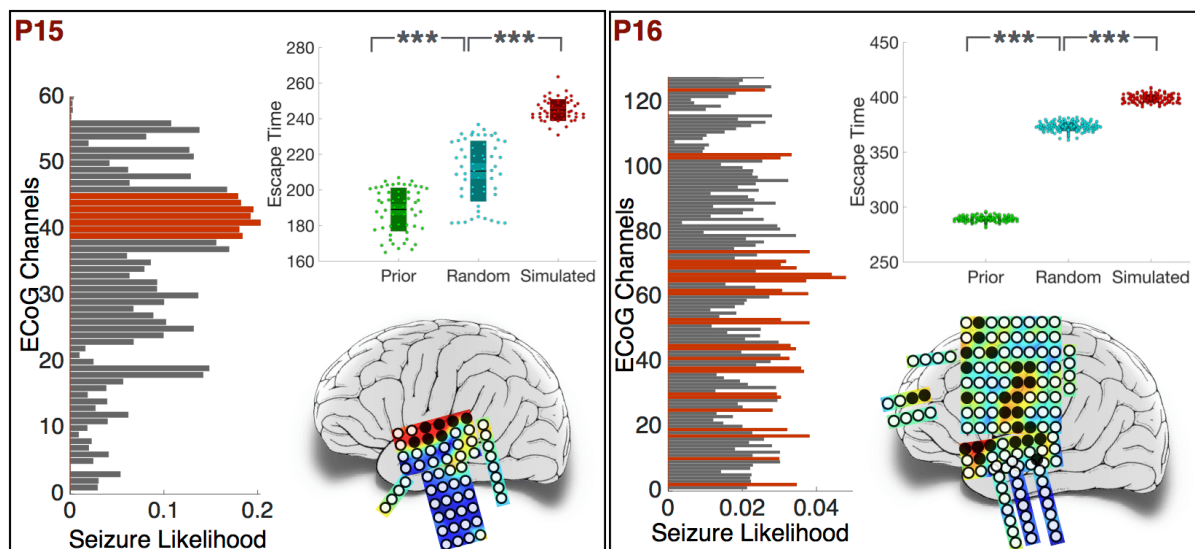 P15
*** ***
280
260
240
220
200
180
160
Escape Time
Prior Random Simulated
60
50
40
30
20
10
0
ECoG Channels
0 0.1 0.2
Seizure Likelihood
P16
*** ***
450
400
350
300
250
Escape Time
Prior Random Simulated
120
100
80
60
40
20
0
ECoG Channels
0 0.02 0.04
Seizure Likelihood